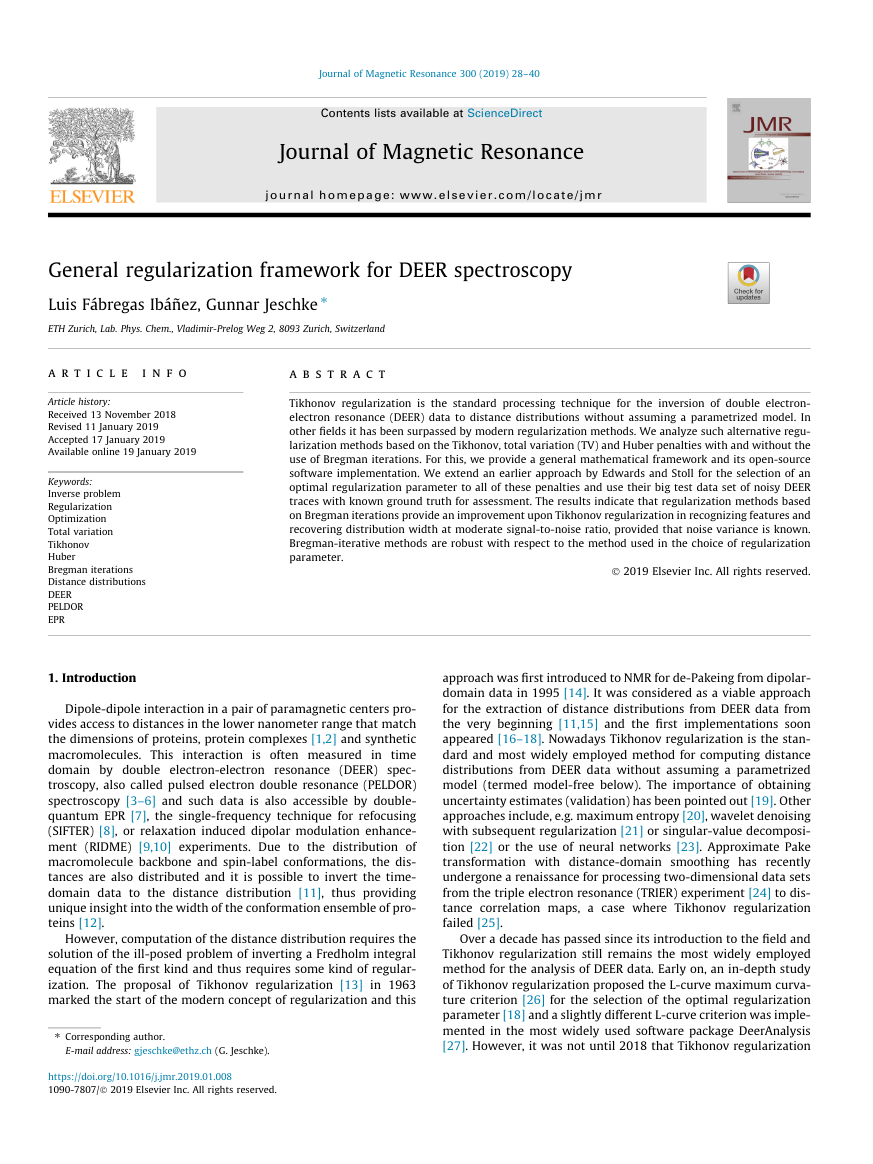 Journal of Magnetic Resonance 300 (2019) 28–40
Contents lists available at ScienceDirect
Journal of Magnetic Resonance
journal homepage: www.elsevier.com/locate/jmr
ELSEVIER
JMR
General regularization framework for DEER spectroscopy
Check for
updates
Luis Fábregas Ibáñez, Gunnar Jeschke *
ETH Zurich, Lab. Phys. Chem., Vladimir-Prelog Weg 2, 8093 Zurich, Switzerland
ARTICLE INFO
Article history:
Received 13 November 2018
Revised 11 January 2019
Accepted 17 January 2019
Available online 19 January 2019
Keywords:
Inverse problem
Regularization
Optimization
Total variation
Tikhonov
Huber
Bregman iterations
Distance distributions
DEER
PELDOR
EPR
ABSTRACT
Tikhonov regularization is the standard processing technique for the inversion of double electron-
electron resonance (DEER) data to distance distributions without assuming a parametrized model. In
other fields it has been surpassed by modern regularization methods. We analyze such alternative regu-
larization methods based on the Tikhonov, total variation (TV) and Huber penalties with and without the
use of Bregman iterations. For this, we provide a general mathematical framework and its open-source
software implementation. We extend an earlier approach by Edwards and Stoll for the selection of an
optimal regularization parameter to all of these penalties and use their big test data set of noisy DEER
traces with known ground truth for assessment. The results indicate that regularization methods based
on Bregman iterations provide an improvement upon Tikhonov regularization in recognizing features and
recovering distribution width at moderate signal-to-noise ratio, provided that noise variance is known.
Bregman-iterative methods are robust with respect to the method used in the choice of regularization
parameter.
© 2019 Elsevier Inc. All rights reserved.
1. Introduction
Dipole-dipole interaction in a pair of paramagnetic centers pro-
vides access to distances in the lower nanometer range that match
the dimensions of proteins, protein complexes [1,2] and synthetic
macromolecules. This interaction is often measured in time
domain by double electron-electron resonance (DEER) spec-
troscopy, also called pulsed electron double resonance (PELDOR)
spectroscopy [3–6] and such data is also accessible by double-
quantum EPR [7], the single-frequency technique for refocusing
(SIFTER) [8], or relaxation induced dipolar modulation enhance-
ment (RIDME) [9,10] experiments. Due to the distribution of
macromolecule backbone and spin-label conformations, the dis-
tances are also distributed and it is possible to invert the time-
domain data to the distance distribution [11], thus providing
unique insight into the width of the conformation ensemble of pro-
teins [12].
However, computation of the distance distribution requires the
solution of the ill-posed problem of inverting a Fredholm integral
equation of the first kind and thus requires some kind of regular-
ization. The proposal of Tikhonov regularization [13] in 1963
marked the start of the modern concept of regularization and this
* Corresponding author.
E-mail address: gjeschke@ethz.ch (G. Jeschke).
approach was first introduced to NMR for de-Pakeing from dipolar-
domain data in 1995 [14]. It was considered as a viable approach
for the extraction of distance distributions from DEER data from
the very beginning [11,15] and the first implementations soon
appeared [16–18]. Nowadays Tikhonov regularization is the stan-
dard and most widely employed method for computing distance
distributions from DEER data without assuming a parametrized
model (termed model-free below). The importance of obtaining
uncertainty estimates (validation) has been pointed out [19]. Other
approaches include, e.g. maximum entropy [20], wavelet denoising
with subsequent regularization [21] or singular-value decomposi-
tion [22] or the use of neural networks [23]. Approximate Pake
transformation with distance-domain smoothing has recently
undergone a renaissance for processing two-dimensional data sets
from the triple electron resonance (TRIER) experiment [24] to dis-
tance correlation maps, a case where Tikhonov regularization
failed [25].
Over a decade has passed since its introduction to the field and
Tikhonov regularization still remains the most widely employed
method for the analysis of DEER data. Early on, an in-depth study
of Tikhonov regularization proposed the L-curve maximum curva-
ture criterion [26] for the selection of the optimal regularization
parameter [18] and a slightly different L-curve criterion was imple-
mented in the most widely used software package DeerAnalysis
[27]. However, it was not until 2018 that Tikhonov regularization
https://doi.org/10.1016/j.jmr.2019.01.008
1090-7807/© 2019 Elsevier Inc. All rights reserved.